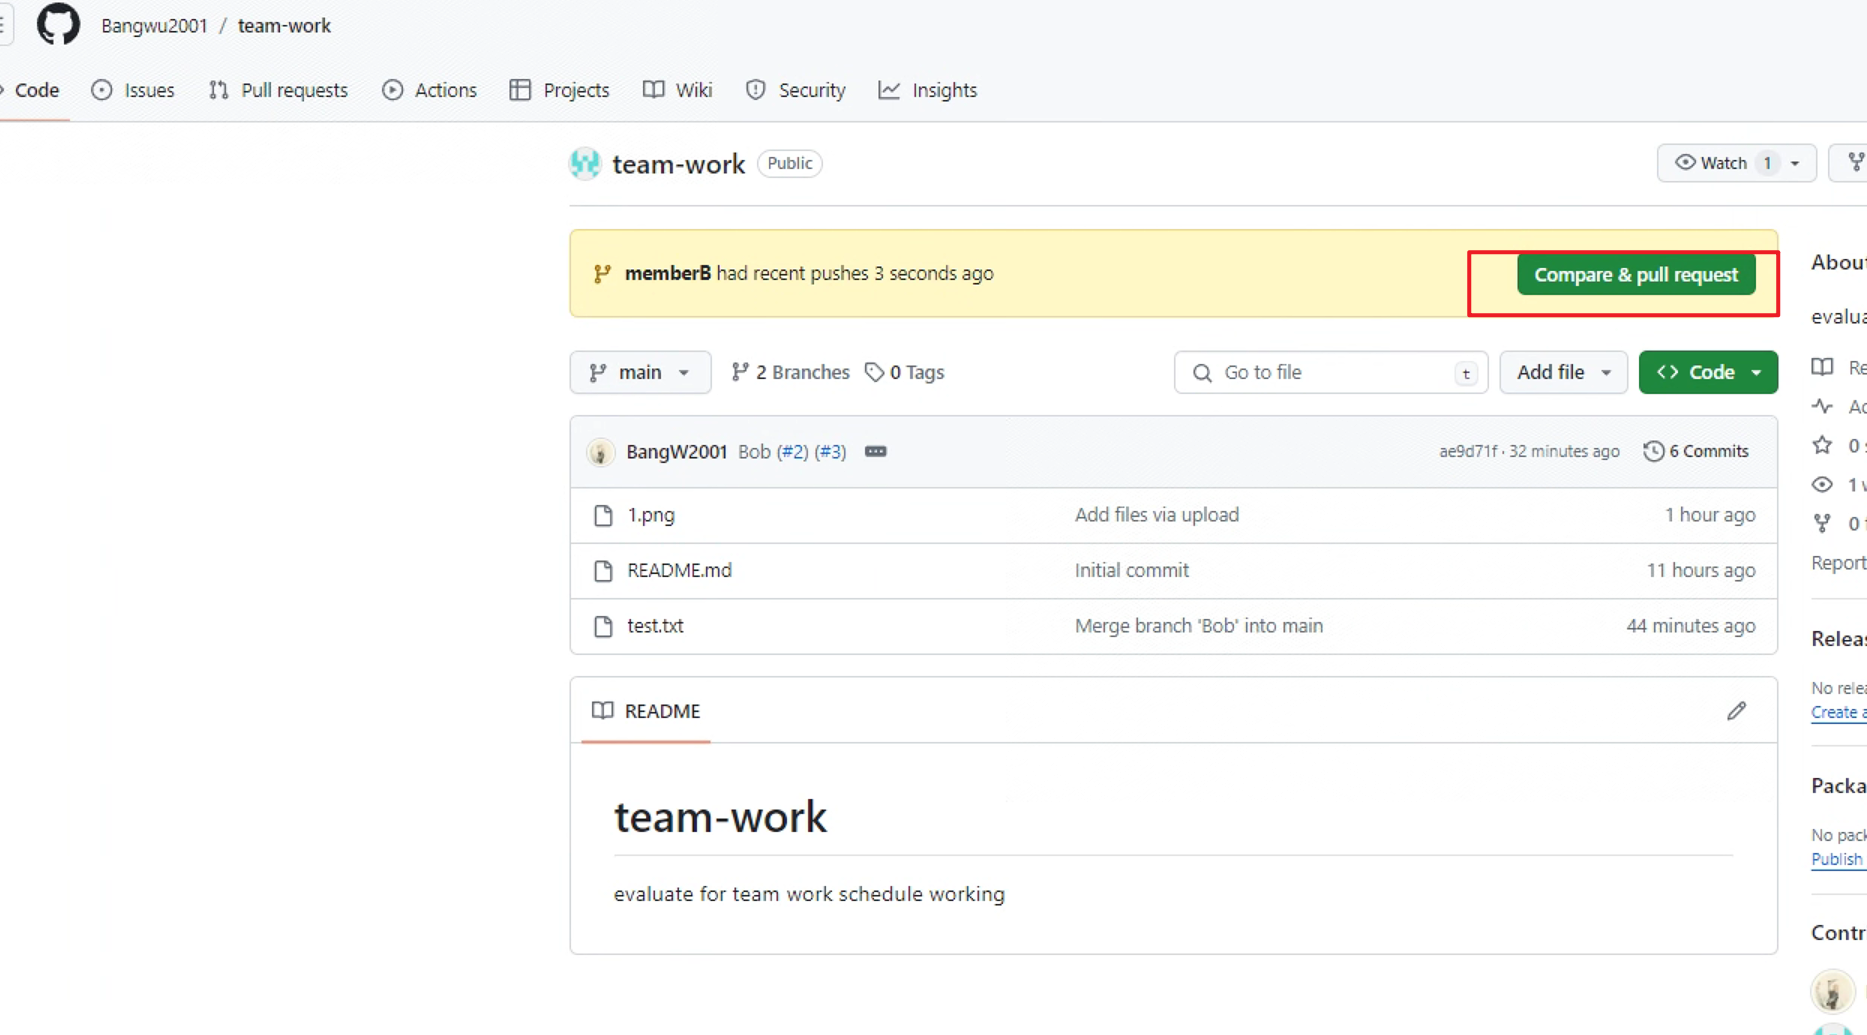 Bangwu2001 / team-work
Code Issues Pull requests Actions Projects Wiki Security Insights
team-work Public
Watch 1
memberB had recent pushes 3 seconds ago Compare & pull request
main 2 Branches 0 Tags Go to file t Add file Code
BangW2001 Bob (#2) (#3) ae9d71f · 32 minutes ago 6 Commits
1.png Add files via upload 1 hour ago
README.md Initial commit 11 hours ago
test.txt Merge branch 'Bob' into main 44 minutes ago
README
team-work
evaluate for team work schedule working
About
evalua
Re
Ac
0
1
0
Report
Releas
No relea
Create a
Packa
No pack
Publish
Contr